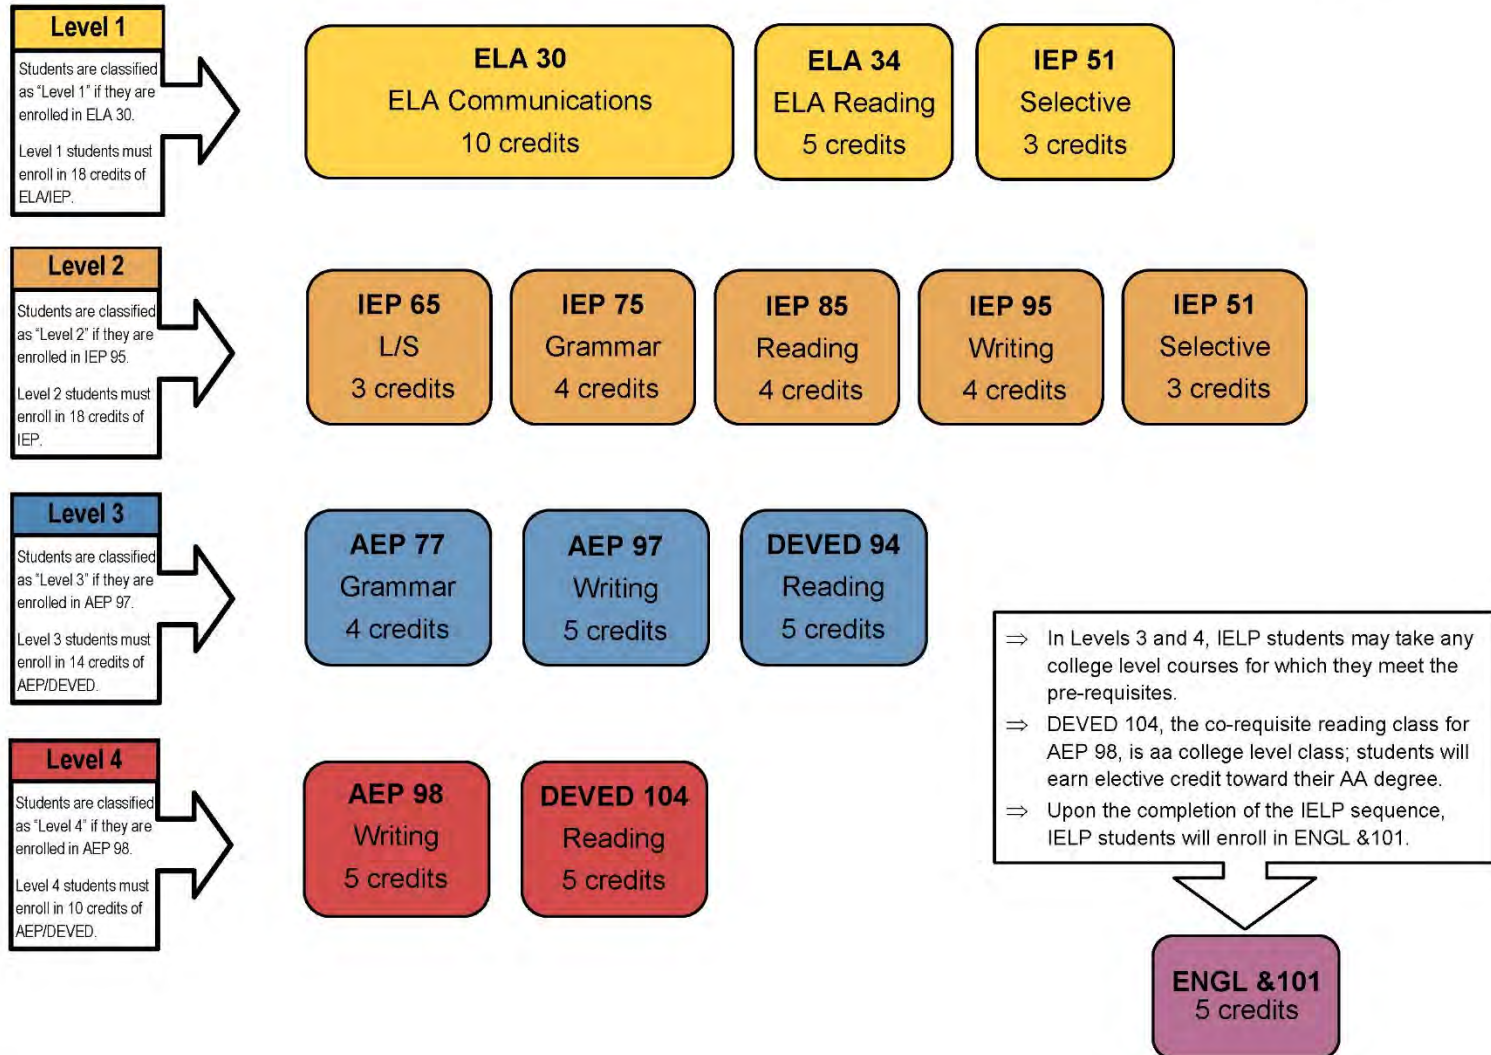 Level 1
Students are classified
as "Level 1" if they are
enrolled in ELA 30.
Level 1 students must
enroll in 18 credits of
ELA/IEP.
ELA 30
ELA Communications
10 credits
ELA 34
ELA Reading
5 credits
IEP 51
Selective
3 credits
Level 2
Students are classified
as "Level 2" if they are
enrolled in IEP 95.
Level 2 students must
enroll in 18 credits of
IEP.
IEP 65
L/S
3 credits
IEP 75
Grammar
4 credits
IEP 85
Reading
4 credits
IEP 95
Writing
4 credits
IEP 51
Selective
3 credits
Level 3
Students are classified
as "Level 3" if they are
enrolled in AEP 97.
Level 3 students must
enroll in 14 credits of
AEP/DEVED.
AEP 77
Grammar
4 credits
AEP 97
Writing
5 credits
DEVED 94
Reading
5 credits
Level 4
Students are classified
as "Level 4" if they are
enrolled in AEP 98.
Level 4 students must
enroll in 10 credits of
AEP/DEVED.
AEP 98
Writing
5 credits
DEVED 104
Reading
5 credits
⇒ In Levels 3 and 4, IELP students may take any
college level courses for which they meet the
pre-requisites.
⇒ DEVED 104, the co-requisite reading class for
AEP 98, is aa college level class; students will
earn elective credit toward their AA degree.
⇒ Upon the completion of the IELP sequence,
IELP students will enroll in ENGL &101.
ENGL &101
5 credits